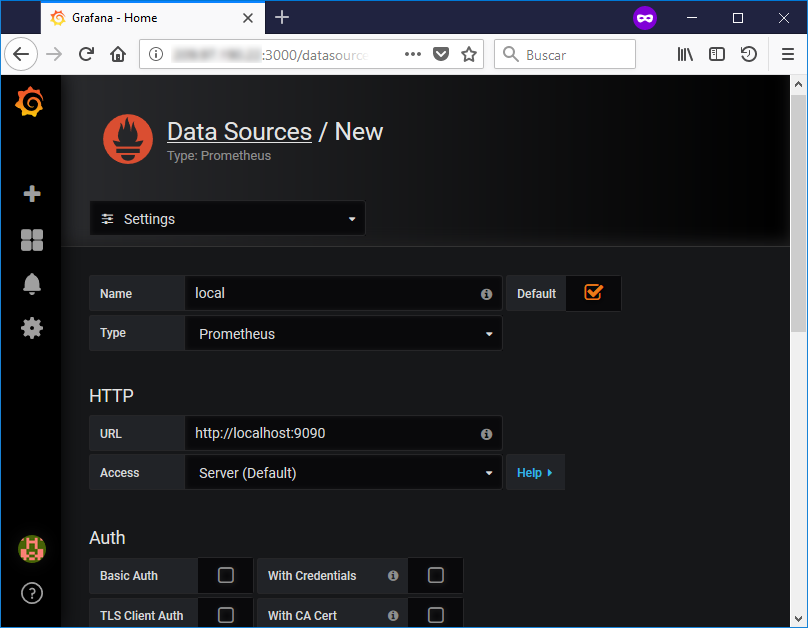 Grafana - Home
:3000/datasource
Buscar
Data Sources / New
Type: Prometheus
Settings
Name local Default
Type Prometheus
HTTP
URL http://localhost:9090
Access Server (Default) Help
Auth
Basic Auth With Credentials
TLS Client Auth With CA Cert